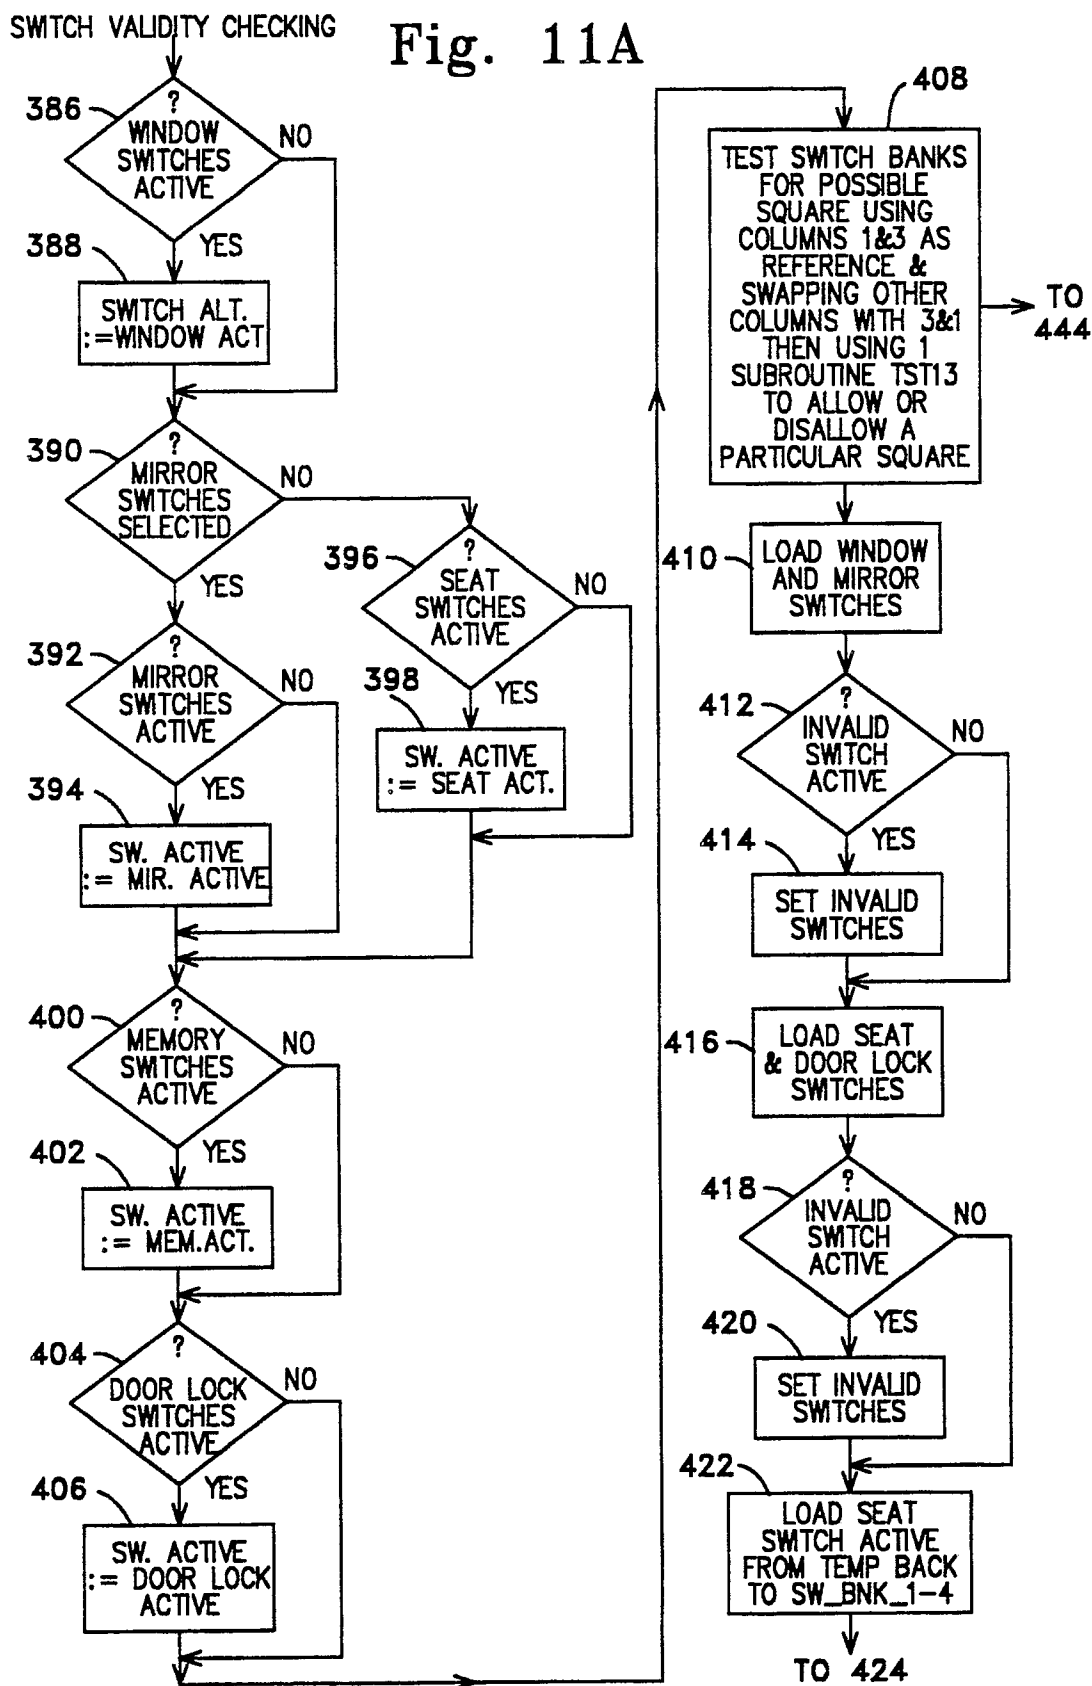 SWITCH VALIDITY CHECKING
Fig. 11A
386
?
WINDOW
SWITCHES
ACTIVE
NO
YES
388
SWITCH ALT.
:=WINDOW ACT
390
?
MIRROR
SWITCHES
SELECTED
NO
YES
392
?
MIRROR
SWITCHES
ACTIVE
NO
YES
394
SW. ACTIVE
:= MIR. ACTIVE
396
?
SEAT
SWITCHES
ACTIVE
NO
YES
398
SW. ACTIVE
:= SEAT ACT.
400
?
MEMORY
SWITCHES
ACTIVE
NO
YES
402
SW. ACTIVE
:= MEM.ACT.
404
?
DOOR LOCK
SWITCHES
ACTIVE
NO
YES
406
SW. ACTIVE
:= DOOR LOCK
ACTIVE
408
TEST SWITCH BANKS
FOR POSSIBLE
SQUARE USING
COLUMNS 1&3 AS
REFERENCE &
SWAPPING OTHER
COLUMNS WITH 3&1
THEN USING 1
SUBROUTINE TST13
TO ALLOW OR
DISALLOW A
PARTICULAR SQUARE
TO
444
410
LOAD WINDOW
AND MIRROR
SWITCHES
412
?
INVALID
SWITCH
ACTIVE
NO
YES
414
SET INVALID
SWITCHES
416
LOAD SEAT
& DOOR LOCK
SWITCHES
418
?
INVALID
SWITCH
ACTIVE
NO
YES
420
SET INVALID
SWITCHES
422
LOAD SEAT
SWITCH ACTIVE
FROM TEMP BACK
TO SW_BNK_1-4
TO 424